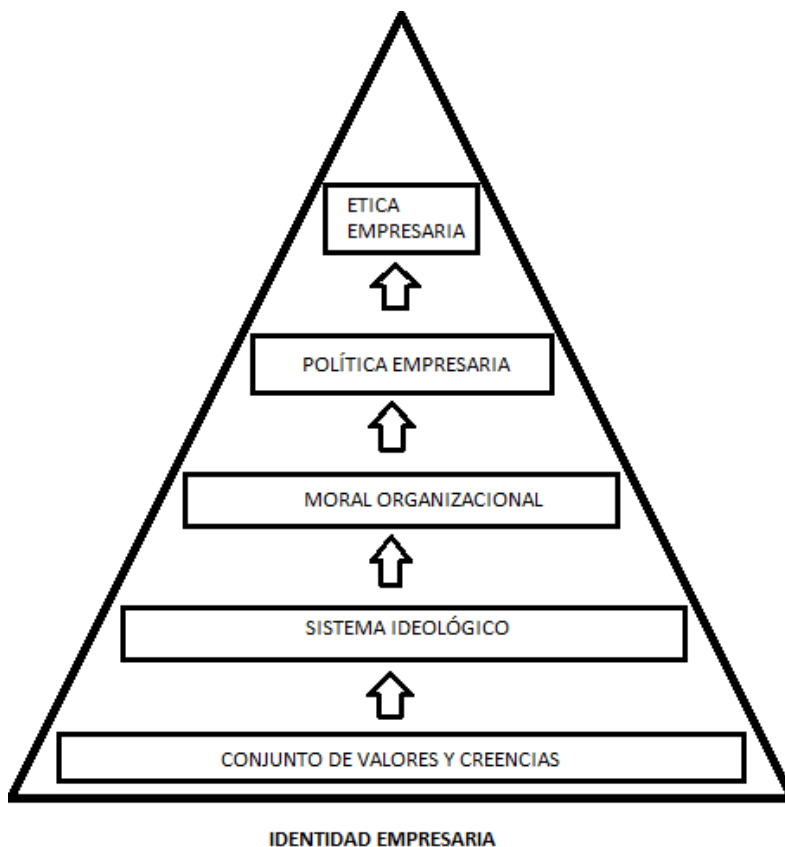 ETICA
EMPRESARIA
POLÍTICA EMPRESARIA
MORAL ORGANIZACIONAL
SISTEMA IDEOLÓGICO
CONJUNTO DE VALORES Y CREENCIAS
IDENTIDAD EMPRESARIA